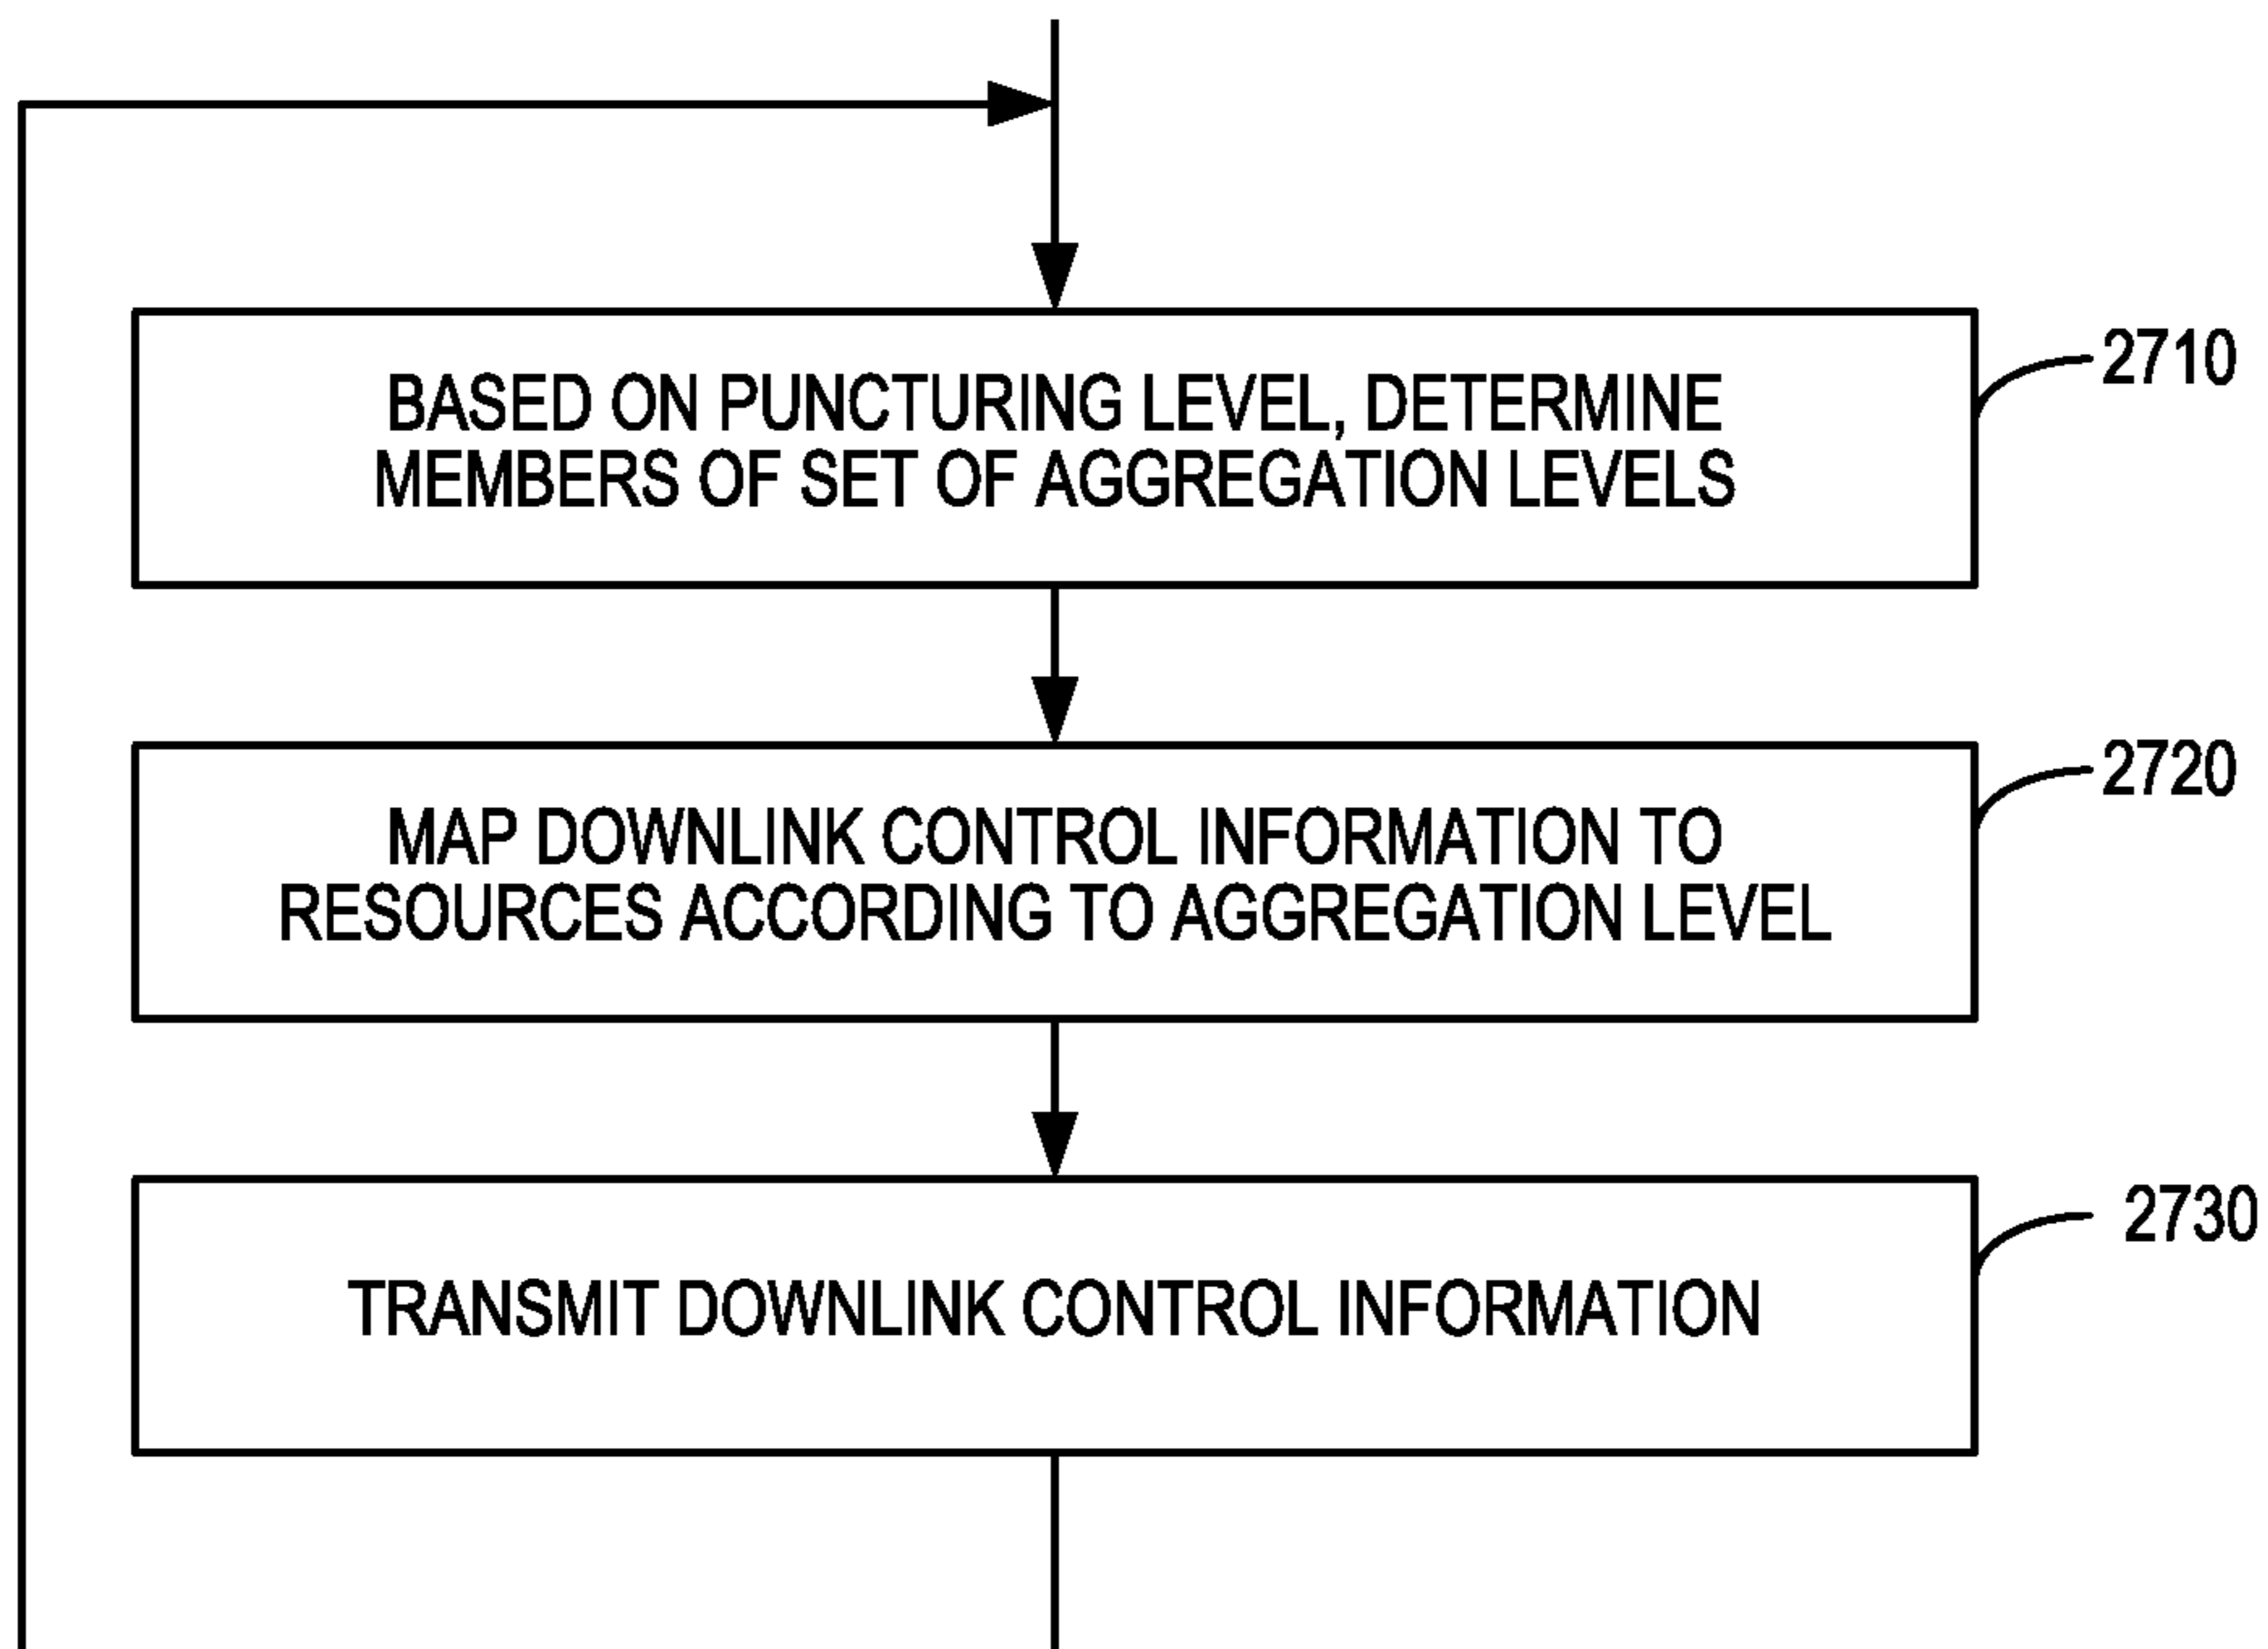 BASED ON PUNCTURING LEVEL, DETERMINE
MEMBERS OF SET OF AGGREGATION LEVELS
2710
MAP DOWNLINK CONTROL INFORMATION TO
RESOURCES ACCORDING TO AGGREGATION LEVEL
2720
TRANSMIT DOWNLINK CONTROL INFORMATION
2730